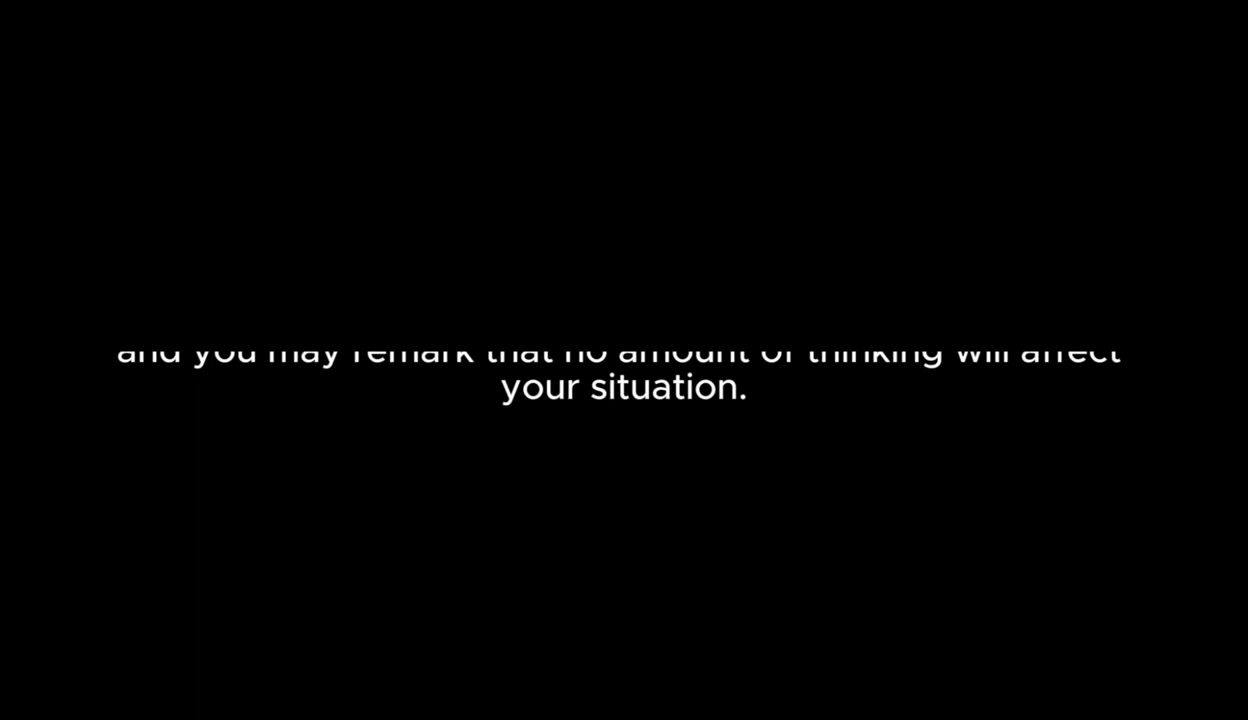 and you may remark that no amount of thinking will affect
your situation.